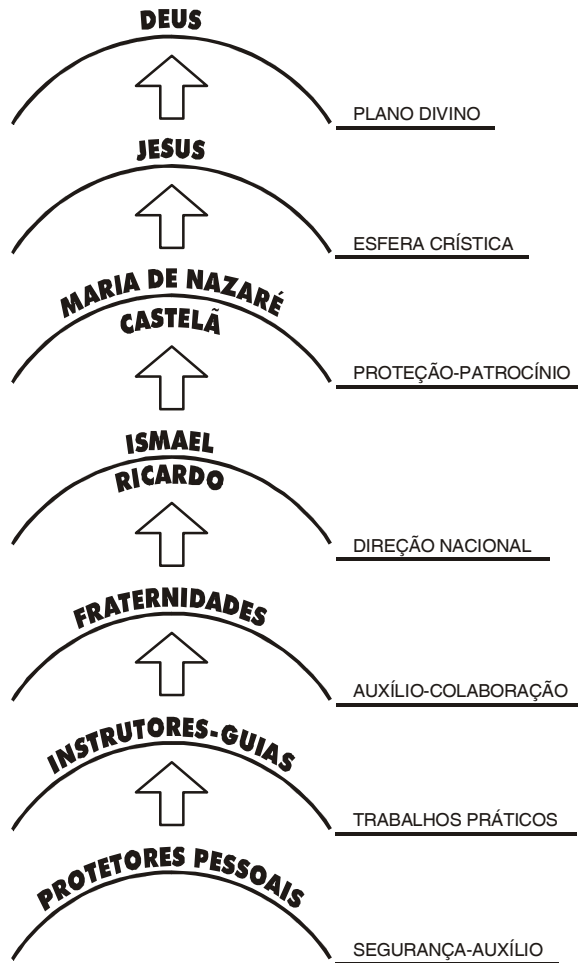 DEUS
PLANO DIVINO
JESUS
ESFERA CRÍSTICA
MARIA DE NAZARÉ
CASTELÃ
PROTEÇÃO-PATROCÍNIO
ISMAEL
RICARDO
DIREÇÃO NACIONAL
FRATERNIDADES
AUXÍLIO-COLABORAÇÃO
INSTRUTORES-GUIAS
TRABALHOS PRÁTICOS
PROTETORES PESSOAIS
SEGURANÇA-AUXÍLIO